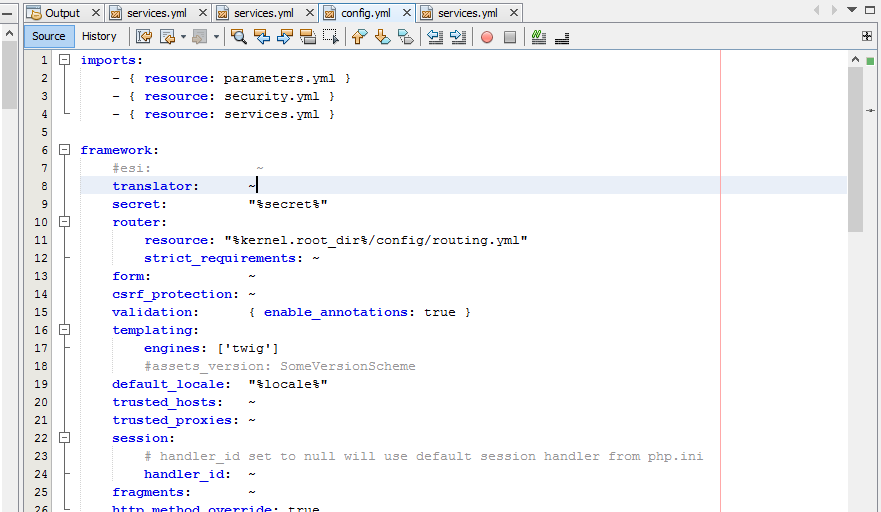 Output services.yml services.yml config.yml services.yml
Source History
1 imports:
2     - { resource: parameters.yml }
3     - { resource: security.yml }
4     - { resource: services.yml }
5
6 framework:
7     #esi:             ~
8     translator:      ~
9     secret:          "%secret%"
10     router:
11         resource: "%kernel.root_dir%/config/routing.yml"
12         strict_requirements: ~
13     form:            ~
14     csrf_protection: ~
15     validation:      { enable_annotations: true }
16     templating:
17         engines: ['twig']
18         #assets_version: SomeVersionScheme
19     default_locale:  "%locale%"
20     trusted_hosts:   ~
21     trusted_proxies: ~
22     session:
23         # handler_id set to null will use default session handler from php.ini
24         handler_id:  ~
25     fragments:       ~
26     http_method_override: true